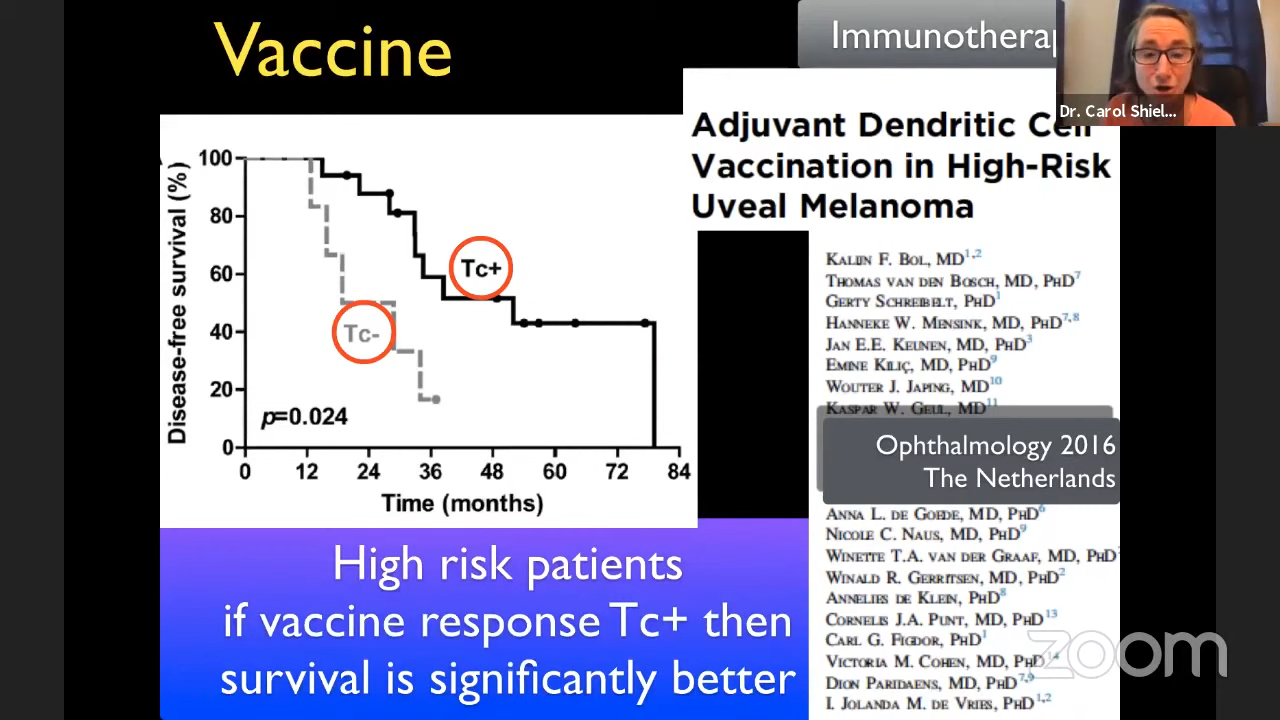 Vaccine
Immunotherap
Dr. Carol Shiel...
Adjuvant Dendritic Cell
Vaccination in High-Risk
Uveal Melanoma
Disease-free survival (%)
100
80
60
40
20
0
Tc+
Tc-
p=0.024
0 12 24 36 48 60 72 84
Time (months)
KALIJN F. BOL, MD1,2
THOMAS VAN DEN BOSCH, MD, PHD7
GERTY SCHREIBELT, PHD1
HANNEKE W. MENSINK, MD, PHD7,8
JAN E.E. KEUNEN, MD, PHD3
EMINE KILIÇ, MD, PHD9
WOUTER J. JAPING, MD10
KASPAR W. GEUL, MD11
Ophthalmology 2016
The Netherlands
ANNA L. DE GOEDE, MD, PHD6
NICOLE C. NAUS, MD, PHD9
WINETTE T.A. VAN DER GRAAF, MD, PHD
WINALD R. GERRITSEN, MD, PHD2
ANNELIES DE KLEIN, PHD8
CORNELIS J.A. PUNT, MD, PHD13
CARL G. FIGDOR, PHD1
VICTORIA M. COHEN, MD, PHD14
DION PARIDAENS, MD, PHD7,9
I. JOLANDA M. DE VRIES, PHD1,2
High risk patients
if vaccine response Tc+ then
survival is significantly better
zoom